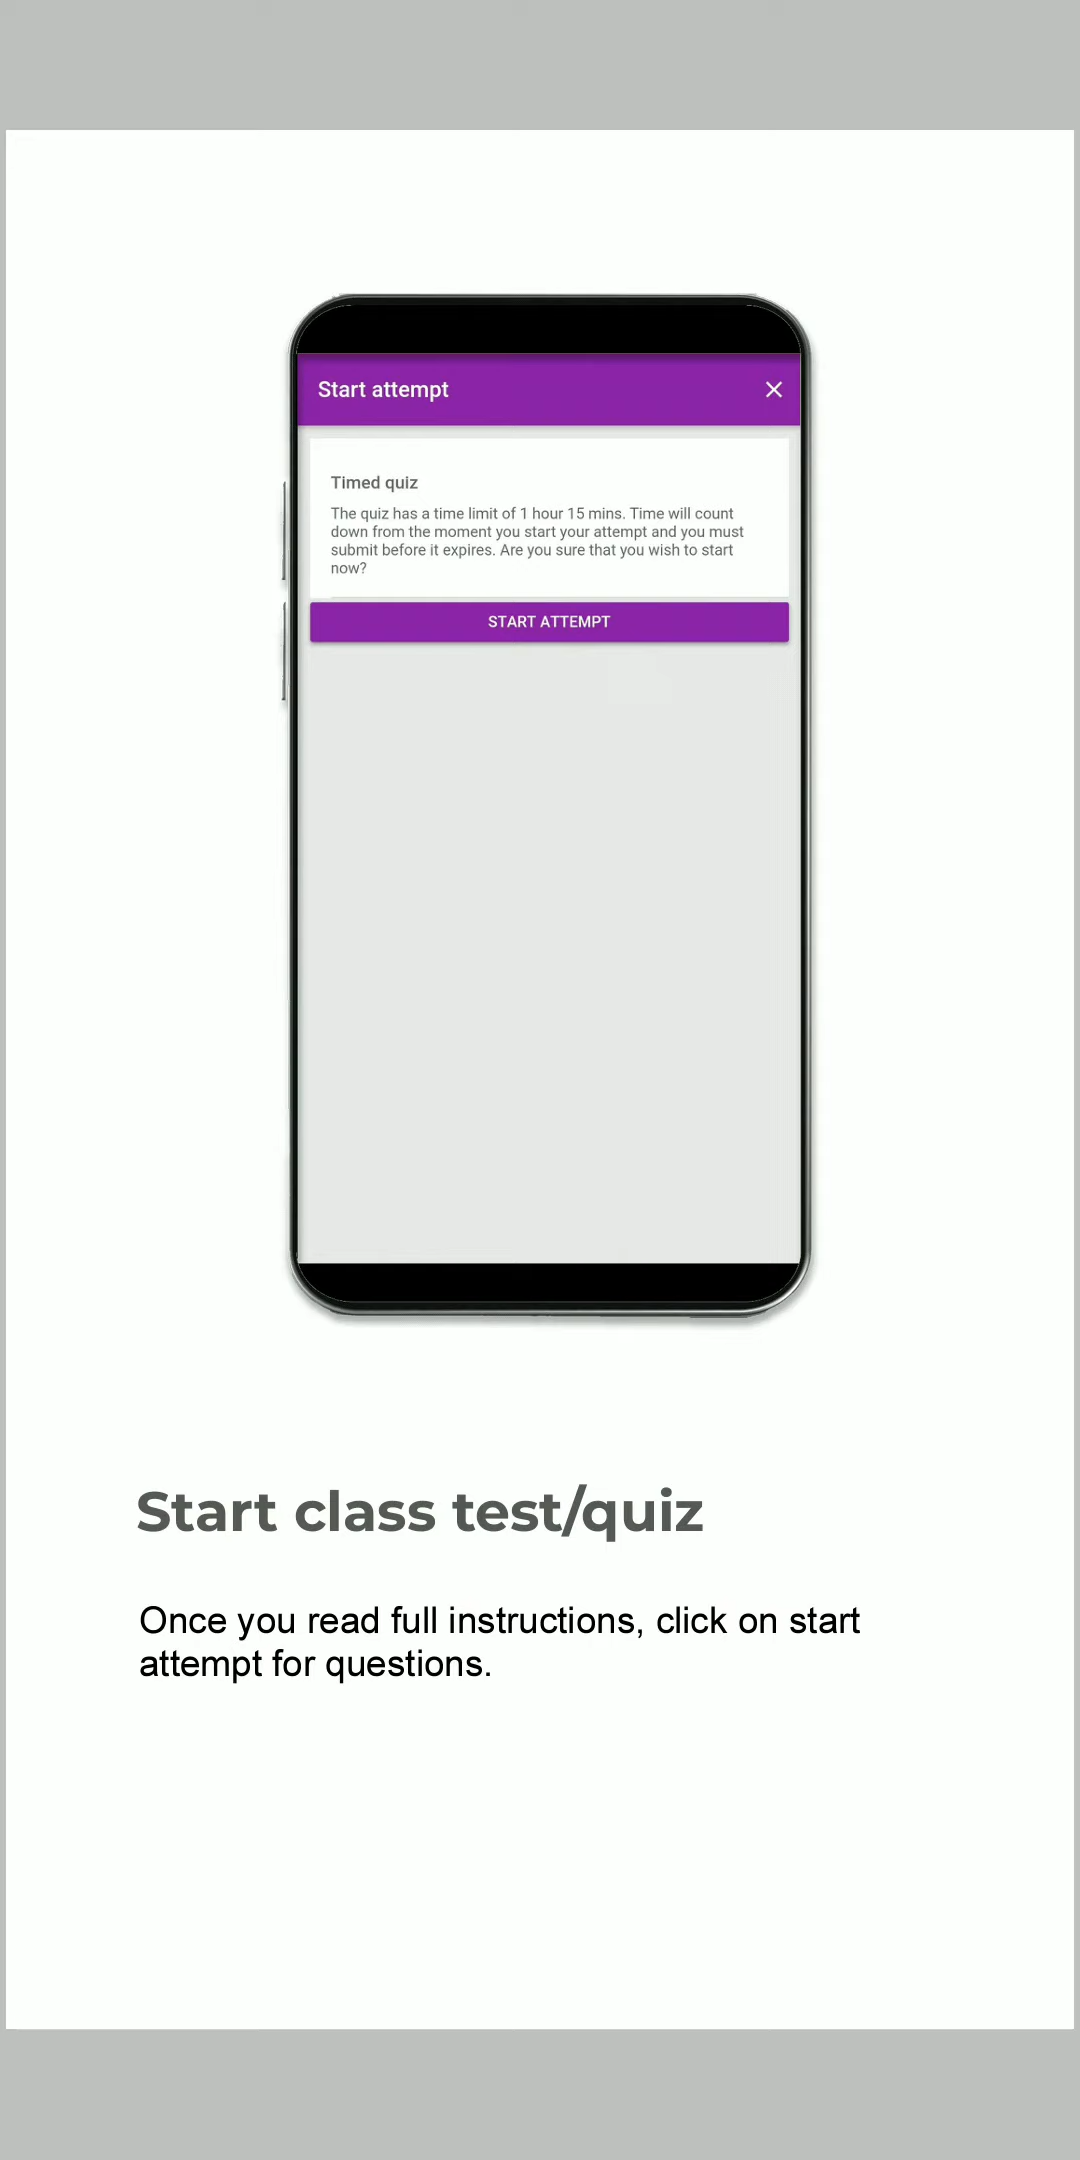 Start attempt
Timed quiz
The quiz has a time limit of 1 hour 15 mins. Time will count
down from the moment you start your attempt and you must
submit before it expires. Are you sure that you wish to start
now?
START ATTEMPT
Start class test/quiz
Once you read full instructions, click on start
attempt for questions.